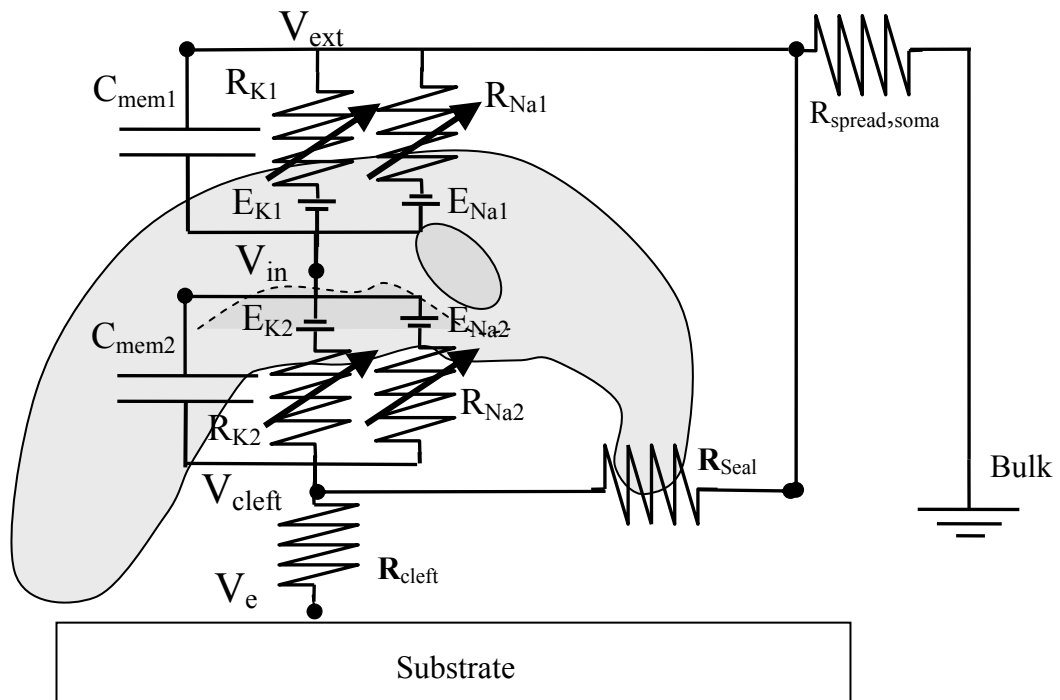 V_ext
C_mem1
R_K1
R_Na1
R_spread,soma
E_K1
E_Na1
V_in
E_K2
E_Na2
C_mem2
R_K2
R_Na2
R_Seal
Bulk
V_cleft
R_cleft
V_e
Substrate